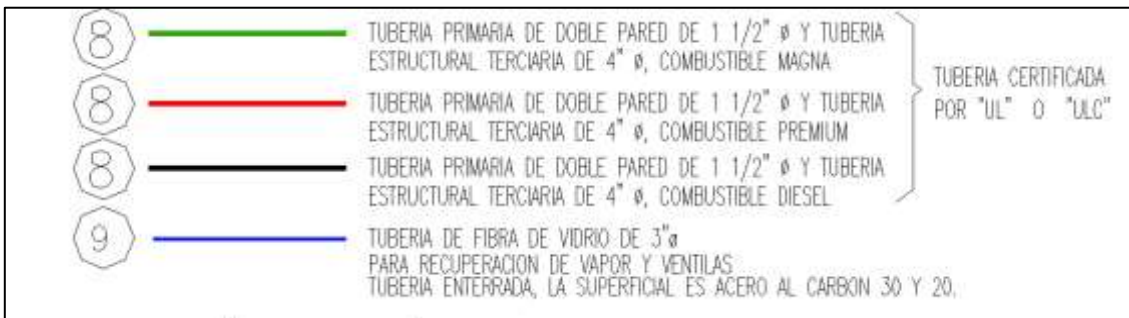 8
TUBERIA PRIMARIA DE DOBLE PARED DE 1 1/2" ø Y TUBERIA
ESTRUCTURAL TERCIARIA DE 4" ø, COMBUSTIBLE MAGNA
8
TUBERIA PRIMARIA DE DOBLE PARED DE 1 1/2" ø Y TUBERIA
ESTRUCTURAL TERCIARIA DE 4" ø, COMBUSTIBLE PREMIUM
8
TUBERIA PRIMARIA DE DOBLE PARED DE 1 1/2" ø Y TUBERIA
ESTRUCTURAL TERCIARIA DE 4" ø, COMBUSTIBLE DIESEL
TUBERIA CERTIFICADA
POR "UL" O "ULC"
9
TUBERIA DE FIBRA DE VIDRIO DE 3"ø
PARA RECUPERACION DE VAPOR Y VENTILAS
TUBERIA ENTERRADA, LA SUPERFICIAL ES ACERO AL CARBON 30 Y 20.